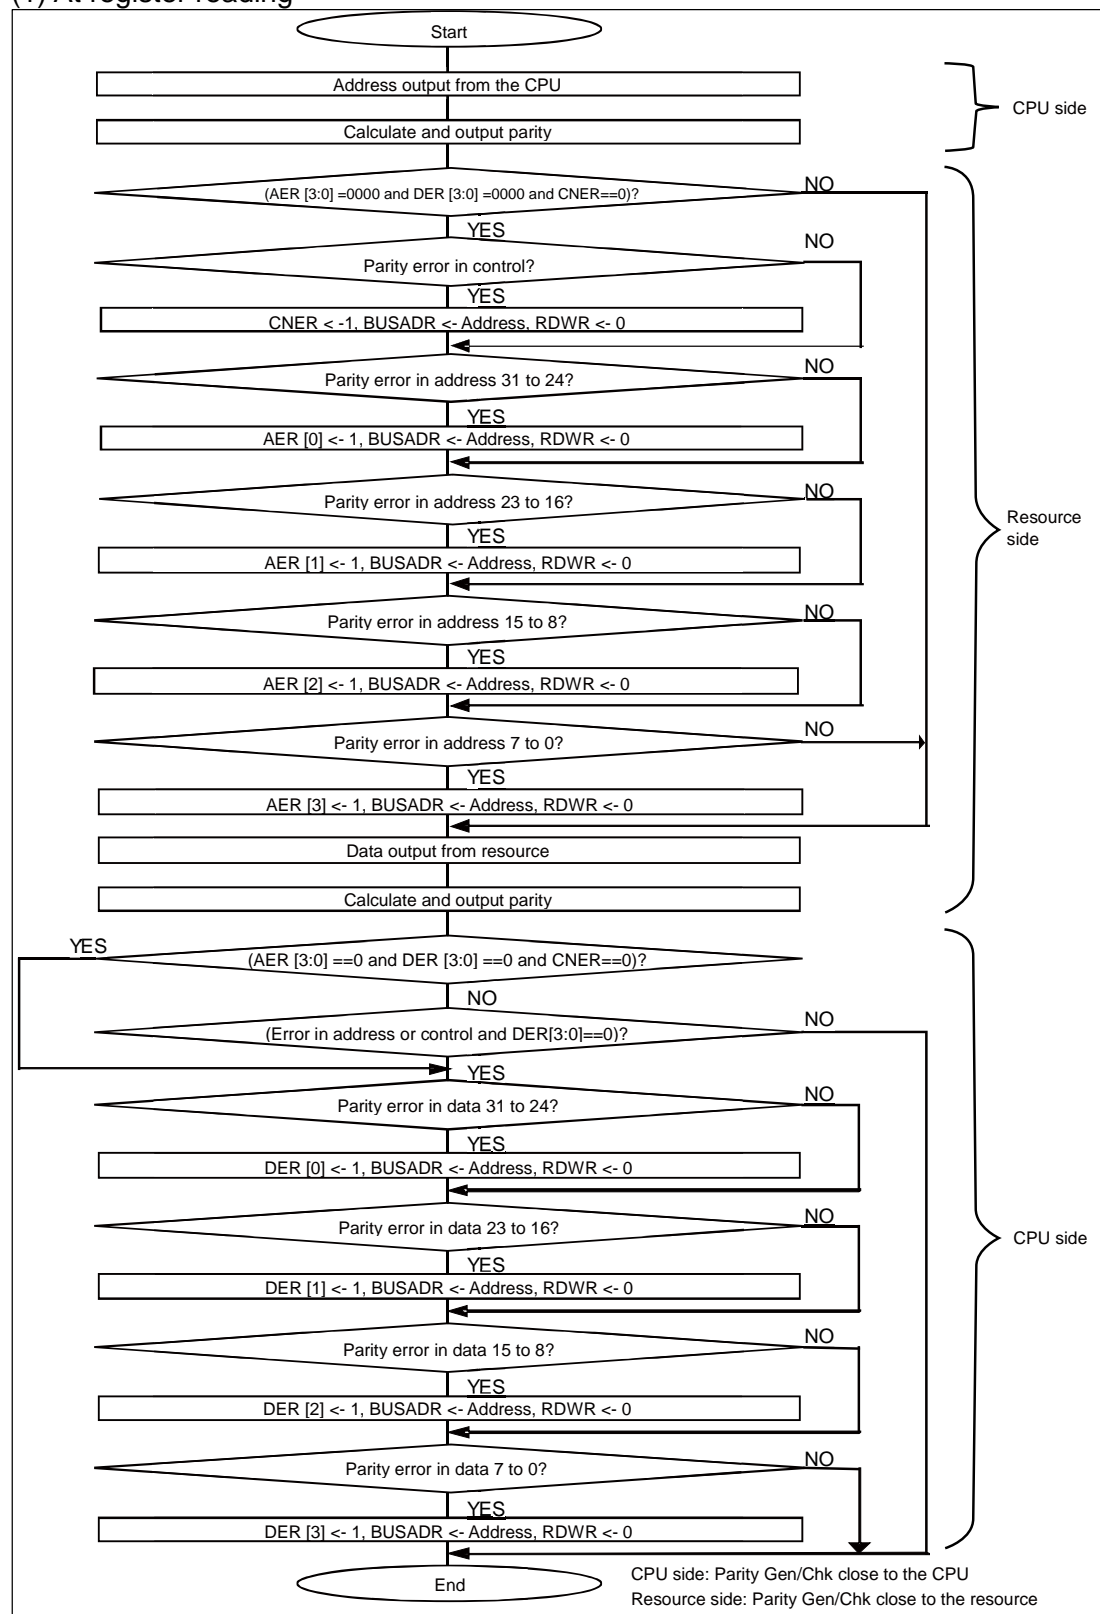 (1) At register reading
Start
Address output from the CPU
Calculate and output parity
CPU side
(AER [3:0] =0000 and DER [3:0] =0000 and CNER==0)?
NO
YES
Parity error in control?
NO
YES
CNER < -1, BUSADR <- Address, RDWR <- 0
Parity error in address 31 to 24?
NO
YES
AER [0] <- 1, BUSADR <- Address, RDWR <- 0
Parity error in address 23 to 16?
NO
YES
AER [1] <- 1, BUSADR <- Address, RDWR <- 0
Resource
side
Parity error in address 15 to 8?
NO
YES
AER [2] <- 1, BUSADR <- Address, RDWR <- 0
Parity error in address 7 to 0?
NO
YES
AER [3] <- 1, BUSADR <- Address, RDWR <- 0
Data output from resource
Calculate and output parity
YES
(AER [3:0] ==0 and DER [3:0] ==0 and CNER==0)?
NO
(Error in address or control and DER[3:0]==0)?
NO
YES
Parity error in data 31 to 24?
NO
YES
DER [0] <- 1, BUSADR <- Address, RDWR <- 0
Parity error in data 23 to 16?
NO
CPU side
YES
DER [1] <- 1, BUSADR <- Address, RDWR <- 0
Parity error in data 15 to 8?
NO
YES
DER [2] <- 1, BUSADR <- Address, RDWR <- 0
Parity error in data 7 to 0?
NO
YES
DER [3] <- 1, BUSADR <- Address, RDWR <- 0
End
CPU side: Parity Gen/Chk close to the CPU
Resource side: Parity Gen/Chk close to the resource